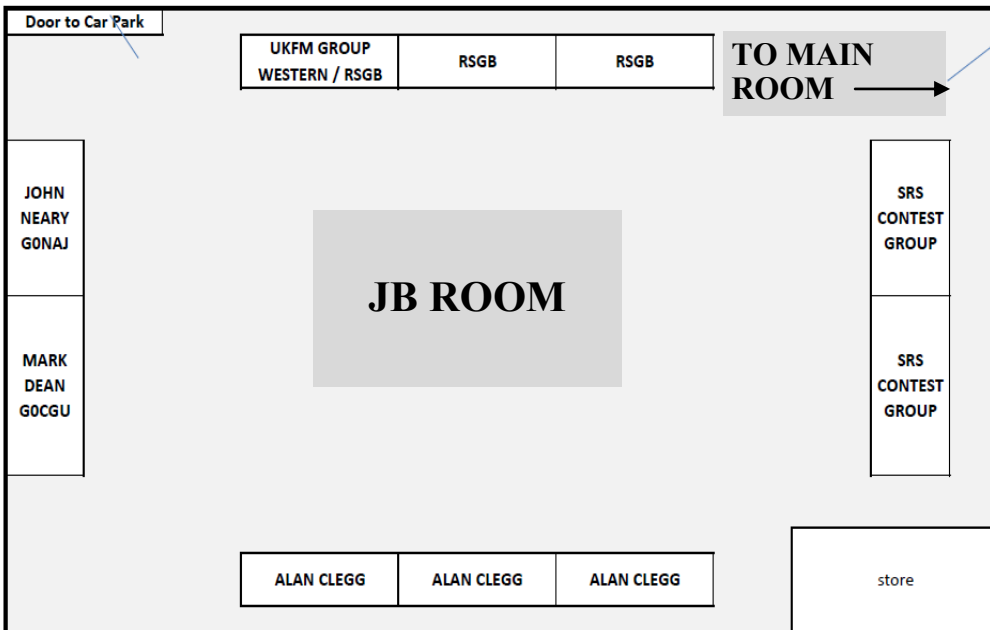 Door to Car Park
UKFM GROUP
WESTERN / RSGB
RSGB
RSGB
TO MAIN
ROOM
JOHN
NEARY
G0NAJ
SRS
CONTEST
GROUP
JB ROOM
MARK
DEAN
G0CGU
SRS
CONTEST
GROUP
ALAN CLEGG
ALAN CLEGG
ALAN CLEGG
store